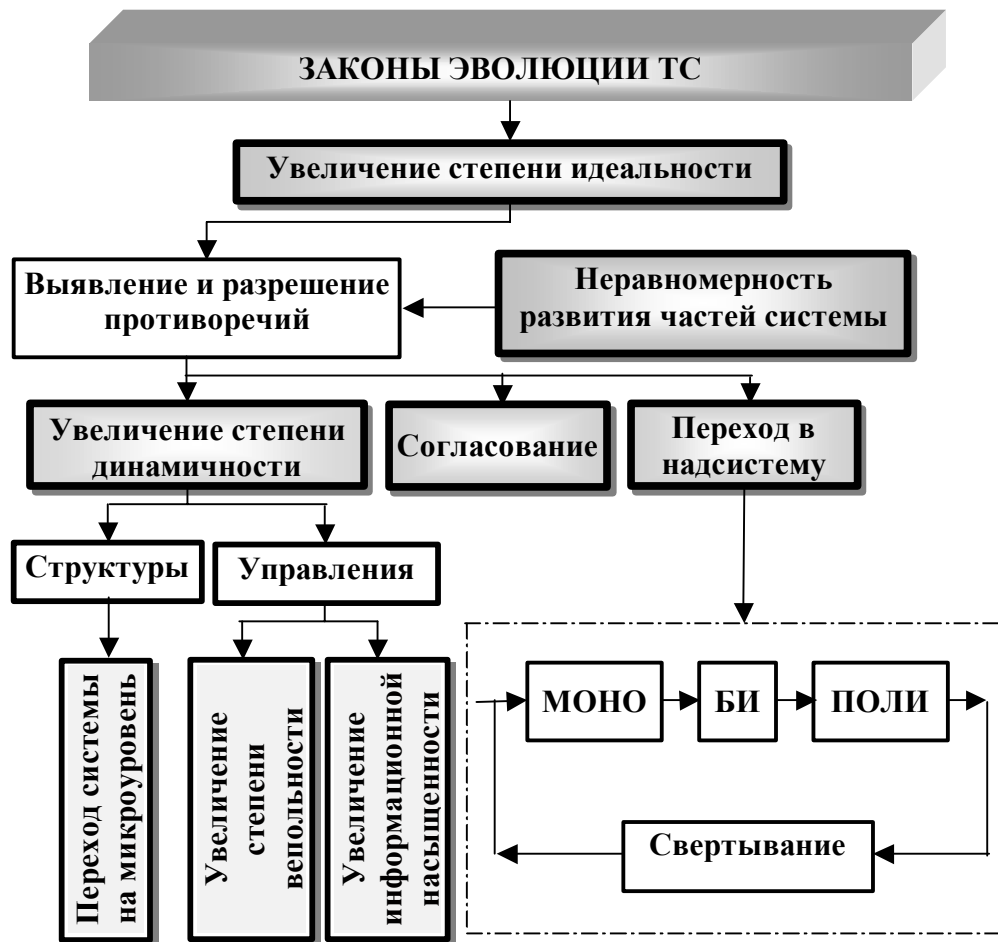 ЗАКОНЫ ЭВОЛЮЦИИ ТС
Увеличение степени идеальности
Выявление и разрешение
противоречий
Неравномерность
развития частей системы
Увеличение степени
динамичности
Согласование
Переход в
надсистему
Структуры
Управления
Переход системы
на микроуровень
Увеличение
степени
вепольности
Увеличение
информационной
насыщенности
МОНО
БИ
ПОЛИ
Свертывание